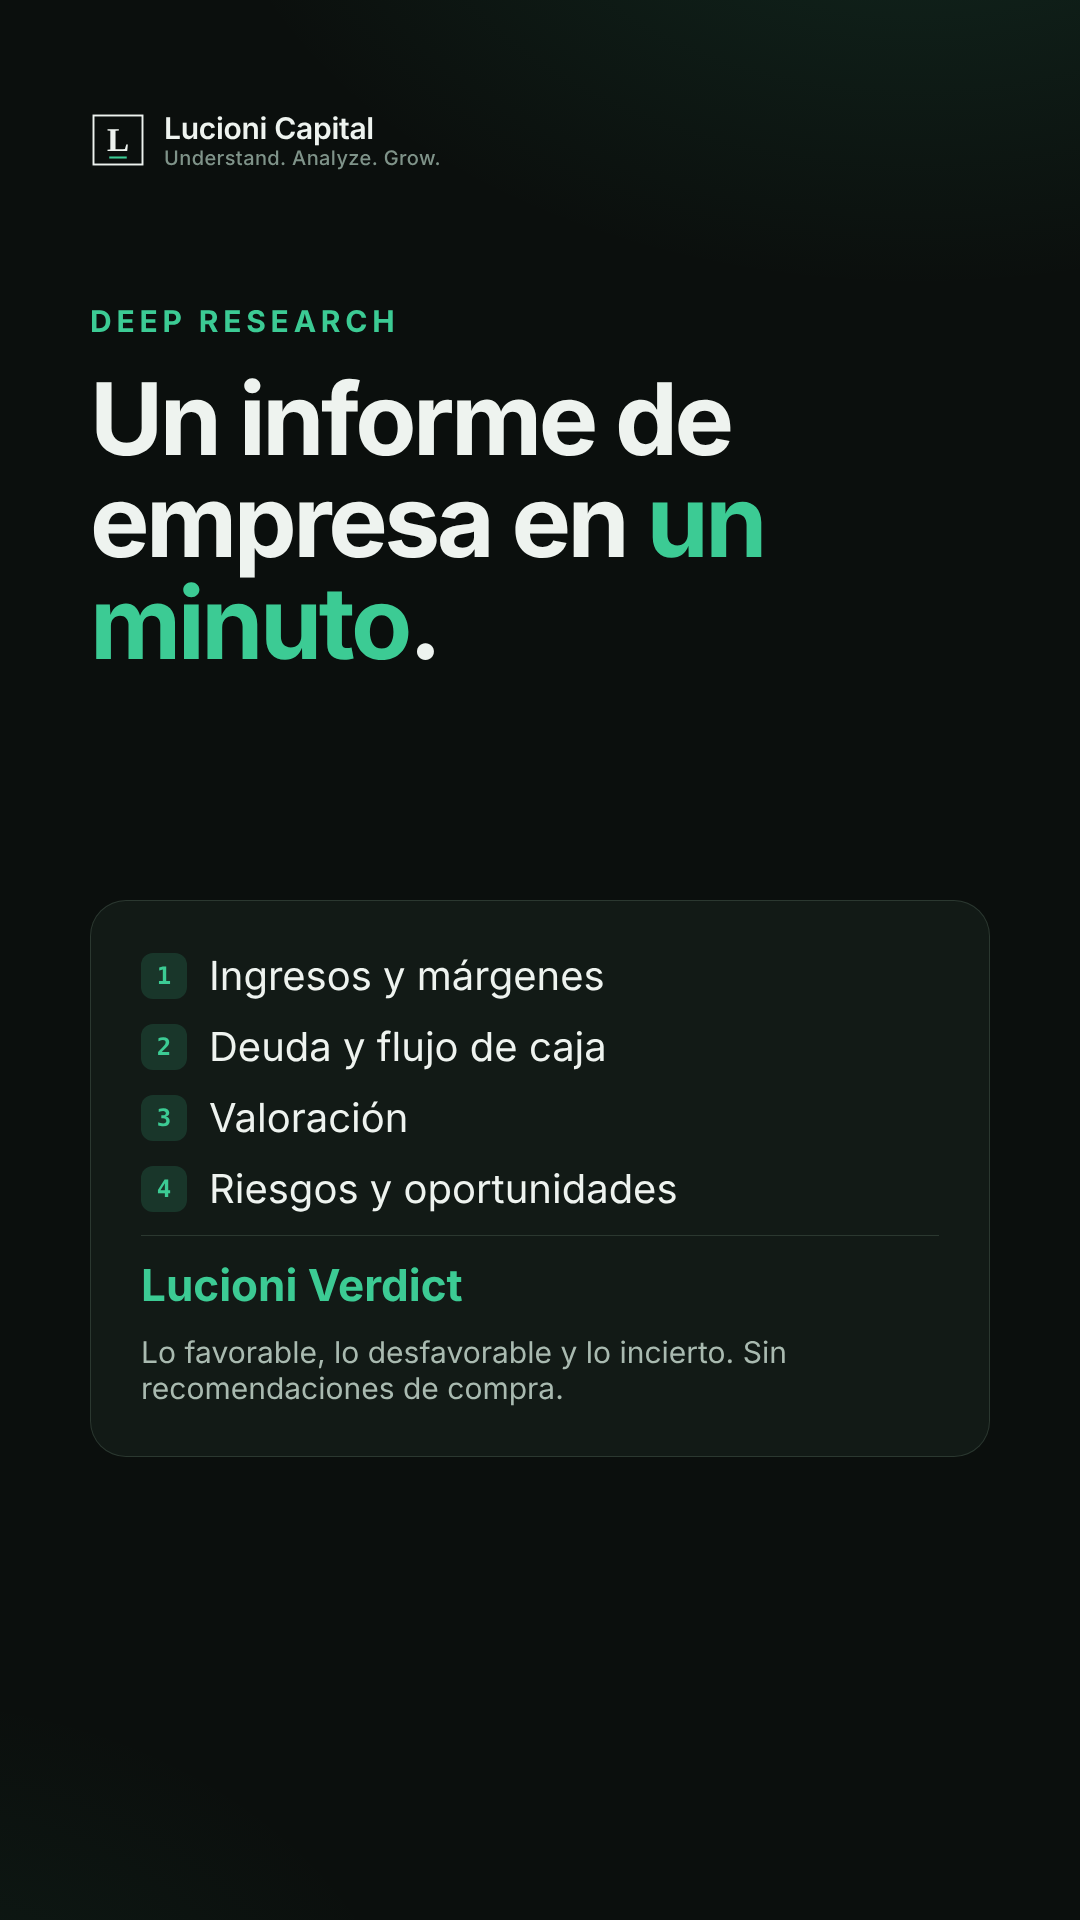 L
Lucioni Capital
Understand. Analyze. Grow.
DEEP RESEARCH
Un informe de
empresa en un
minuto.
1 Ingresos y márgenes
2 Deuda y flujo de caja
3 Valoración
4 Riesgos y oportunidades
Lucioni Verdict
Lo favorable, lo desfavorable y lo incierto. Sin
recomendaciones de compra.